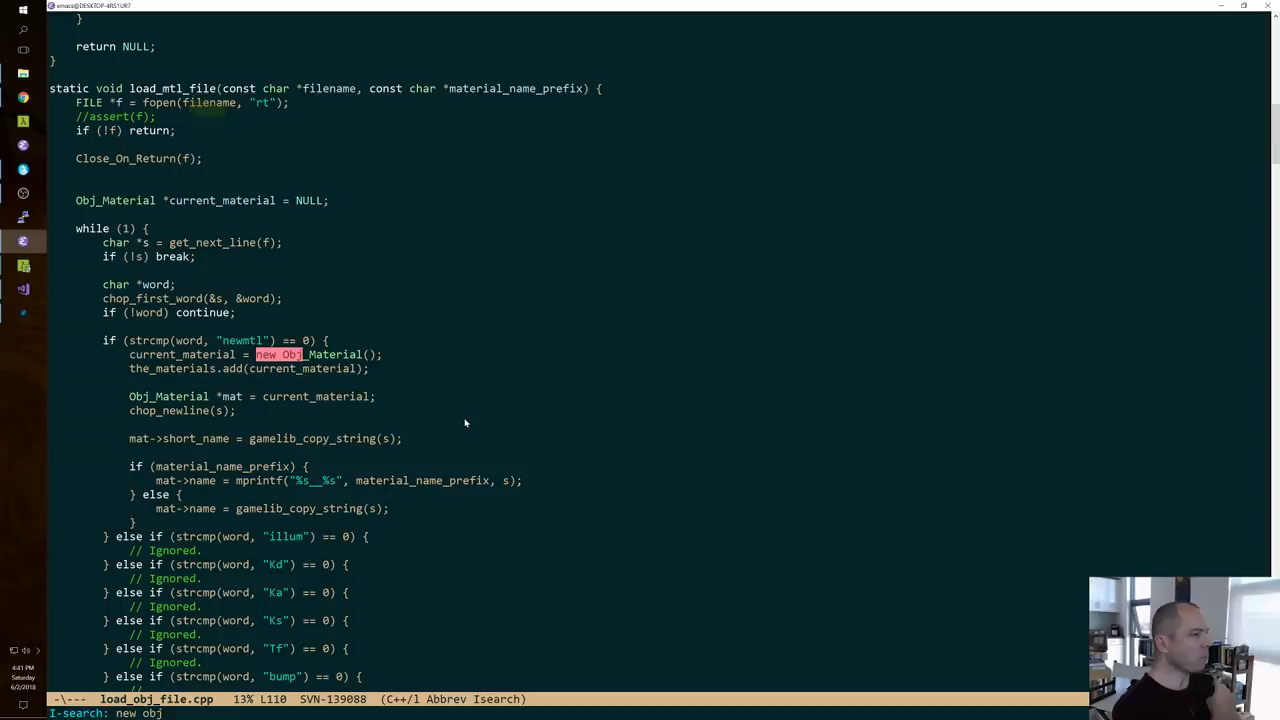 emacs@DESKTOP-4RS1UR7
}
return NULL;
}
static void load_mtl_file(const char *filename, const char *material_name_prefix) {
FILE *f = fopen(filename, "rt");
//assert(f);
if (!f) return;
Close_On_Return(f);
Obj_Material *current_material = NULL;
while (1) {
char *s = get_next_line(f);
if (!s) break;
char *word;
chop_first_word(&s, &word);
if (!word) continue;
if (strcmp(word, "newmtl") == 0) {
current_material = new Obj_Material();
the_materials.add(current_material);
Obj_Material *mat = current_material;
chop_newline(s);
mat->short_name = gamelib_copy_string(s);
if (material_name_prefix) {
mat->name = mprintf("%s__%s", material_name_prefix, s);
} else {
mat->name = gamelib_copy_string(s);
}
} else if (strcmp(word, "illum") == 0) {
// Ignored.
} else if (strcmp(word, "Kd") == 0) {
// Ignored.
} else if (strcmp(word, "Ka") == 0) {
// Ignored.
} else if (strcmp(word, "Ks") == 0) {
// Ignored.
} else if (strcmp(word, "Tf") == 0) {
// Ignored.
} else if (strcmp(word, "bump") == 0) {
//
-\--- load_obj_file.cpp 13% L110 SVN-139088 (C++/l Abbrev Isearch)
I-search: new obj
4:41 PM
Saturday
6/2/2018